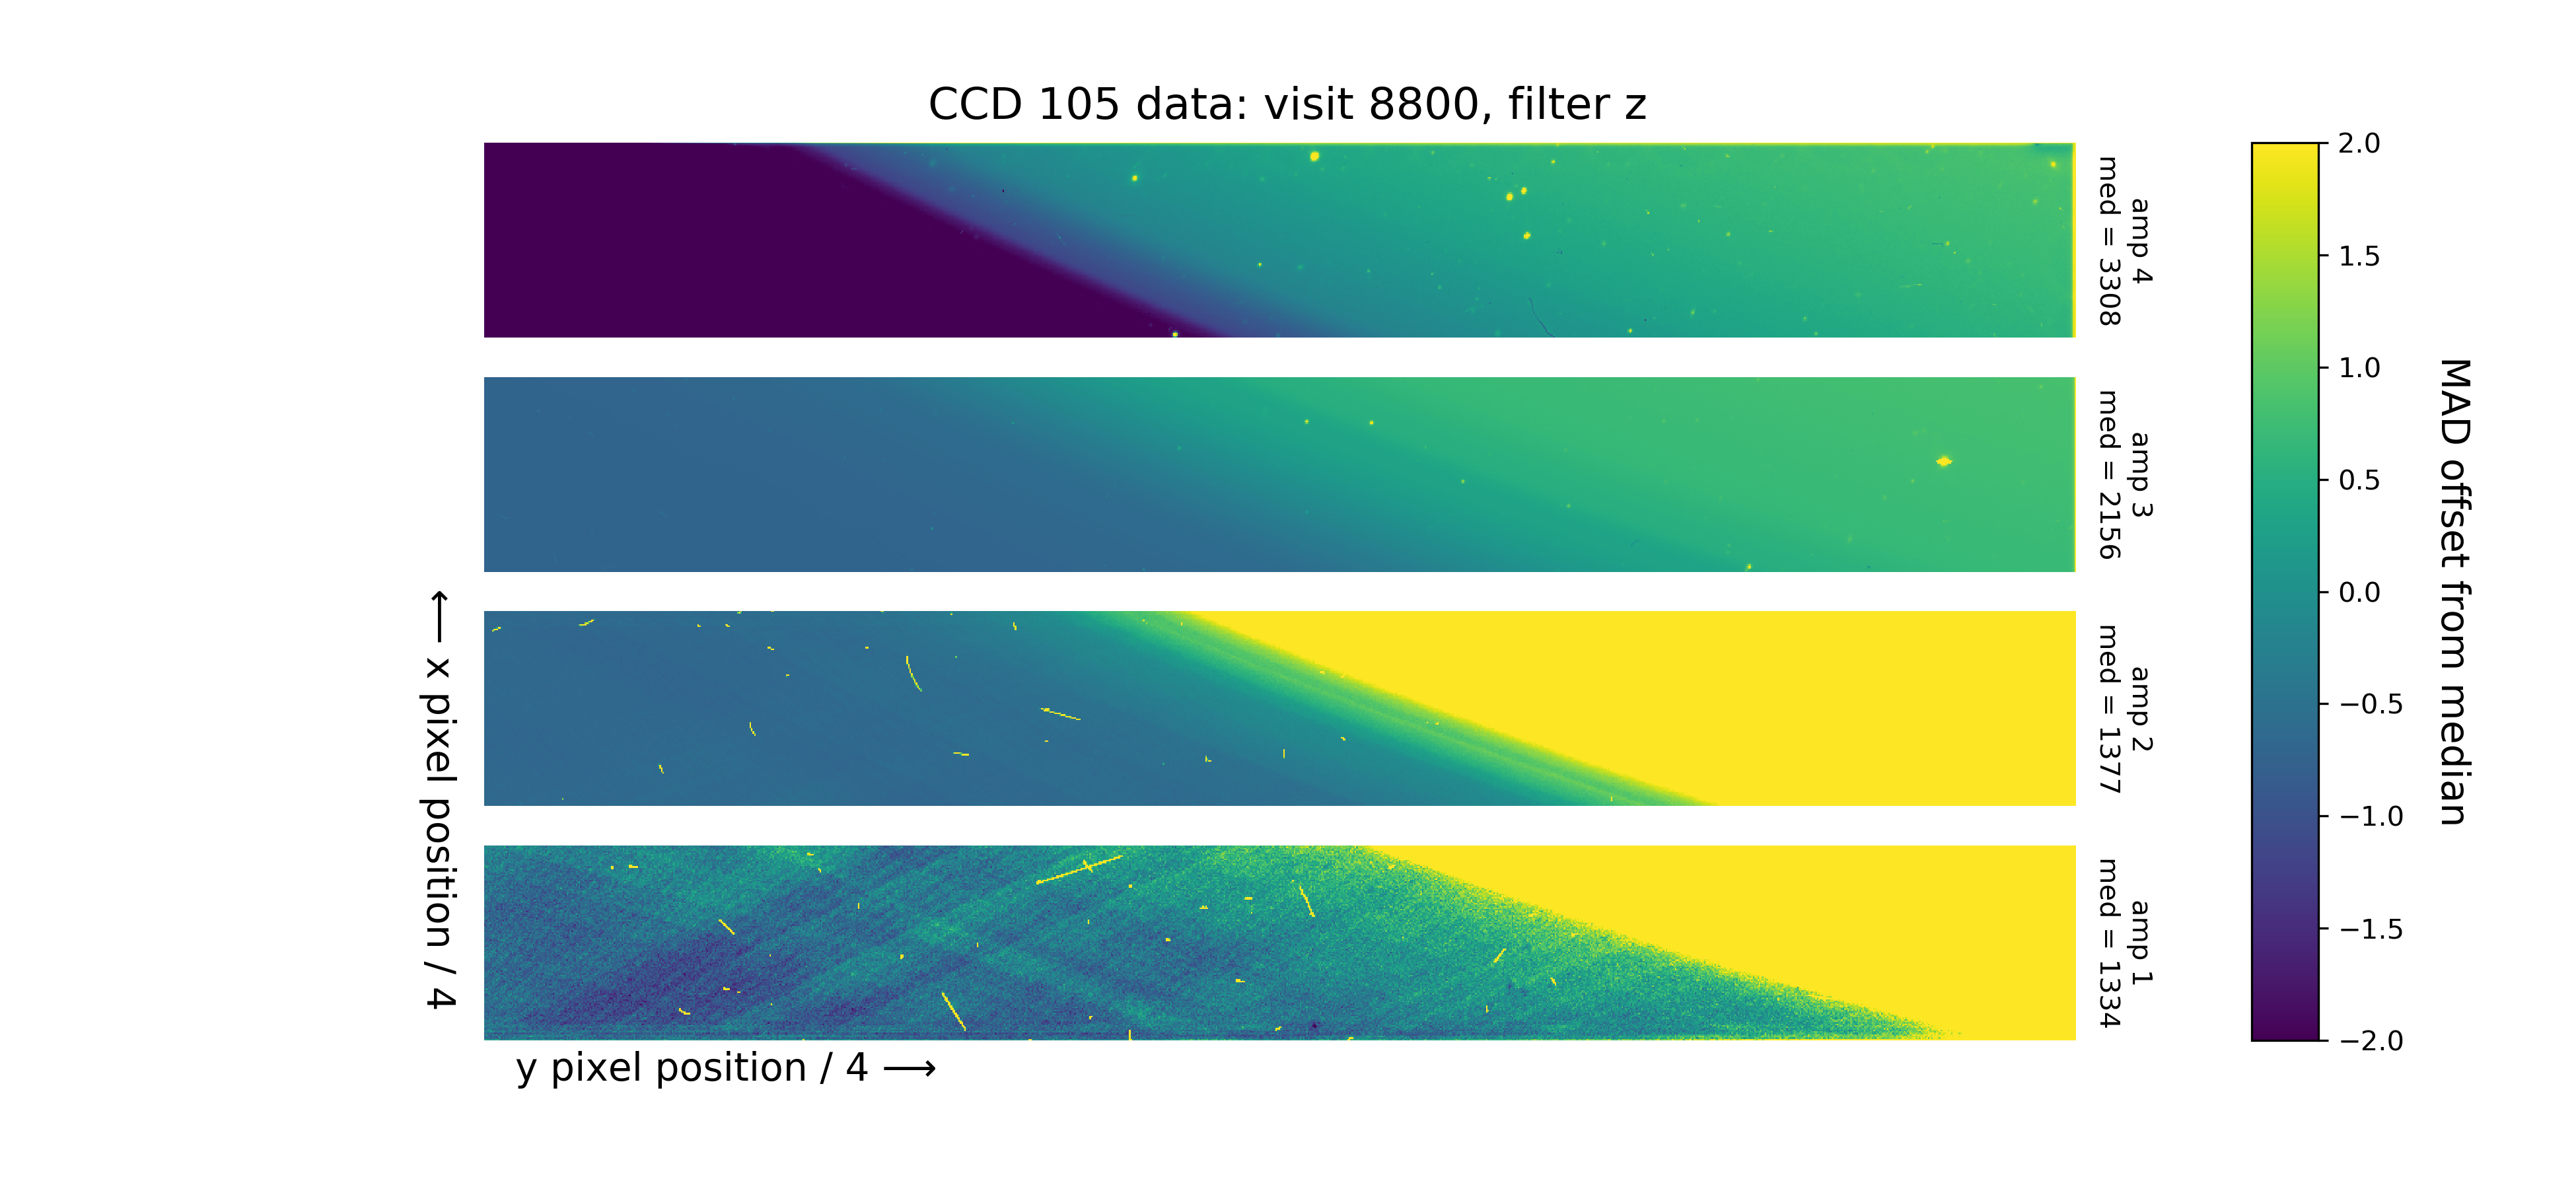 CCD 105 data: visit 8800, filter z
amp 4
med = 3308
amp 3
med = 2156
amp 2
med = 1377
amp 1
med = 1334
⟵ x pixel position / 4
y pixel position / 4 ⟶
2.0
1.5
1.0
0.5
0.0
−0.5
−1.0
−1.5
−2.0
MAD offset from median